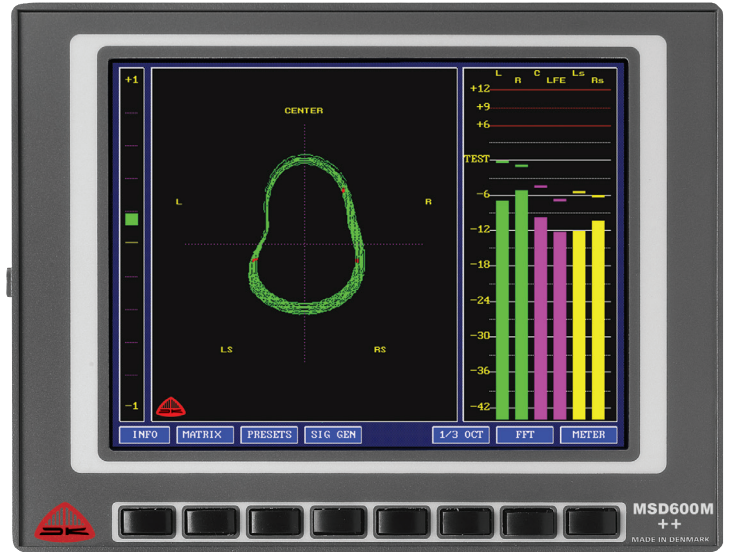 +1
-1
CENTER
L
R
LS
RS
L
R
C
LFE
Ls
Rs
+12
+9
+6
TEST
-6
-12
-18
-24
-30
-36
-42
INFO
MATRIX
PRESETS
SIG GEN
1/3 OCT
FFT
METER
DK
MSD600M
++
MADE IN DENMARK